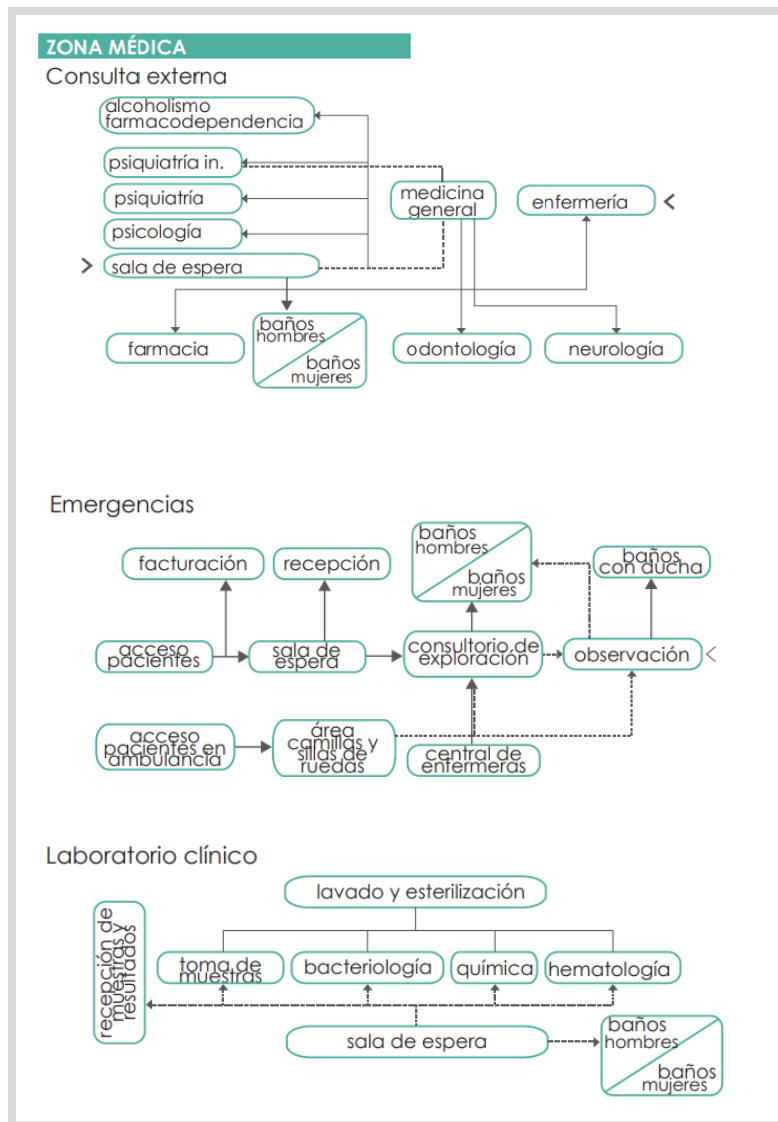 ZONA MÉDICA
Consulta externa
alcoholismo
farmacodependencia
psiquiatría in.
psiquiatría
psicología
sala de espera
medicina
general
enfermería
farmacia
baños
hombres
baños
mujeres
odontología
neurología
Emergencias
facturación
recepción
baños
hombres
baños
mujeres
baños
con ducha
acceso
pacientes
sala de
espera
consultorio de
exploración
observación
acceso
pacientes en
ambulancia
área
camillas y
sillas de
ruedas
central de
enfermeras
Laboratorio clínico
lavado y esterilización
recepción de
muestras y
resultados
toma de
muestras
bacteriología
química
hematología
sala de espera
baños
hombres
baños
mujeres